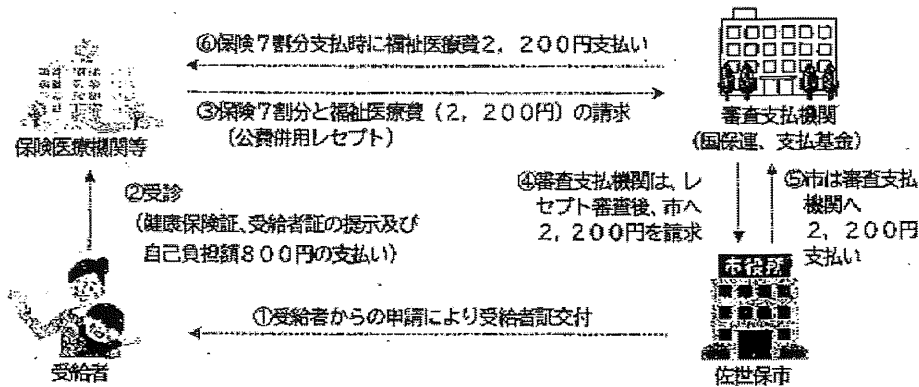 ⑥保険7割分支払時に福祉医療費2，200円支払い
③保険7割分と福祉医療費（2，200円）の請求
（公費併用レセプト）
保険医療機関等
審査支払機関
（国保連、支払基金）
②受診
（健康保険証、受給者証の提示及び
自己負担額800円の支払い）
④審査支払機関は、レ
セプト審査後、市へ
2，200円を請求
⑤市は審査支払
機関へ
2，200円
支払い
市役所
①受給者からの申請により受給者証交付
受給者
佐世保市